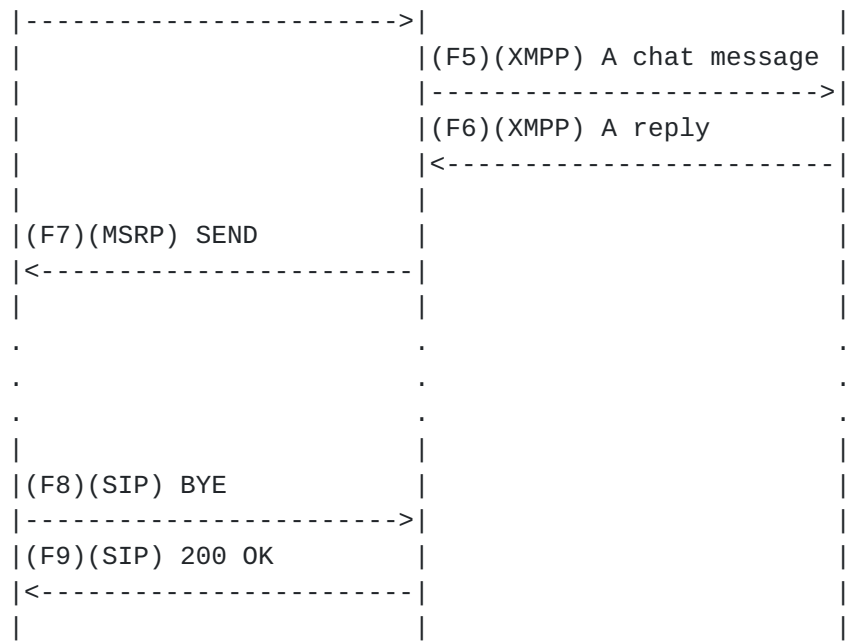 |------------------------>|                          |
|                         |(F5)(XMPP) A chat message |
|                         |------------------------->|
|                         |(F6)(XMPP) A reply        |
|                         |<-------------------------|
|                         |                          |
|(F7)(MSRP) SEND          |                          |
|<------------------------|                          |
|                         |                          |
.                         .                          .
.                         .                          .
.                         .                          .
|                         |                          |
|(F8)(SIP) BYE            |                          |
|------------------------>|                          |
|(F9)(SIP) 200 OK         |                          |
|<------------------------|                          |
|                         |                          |